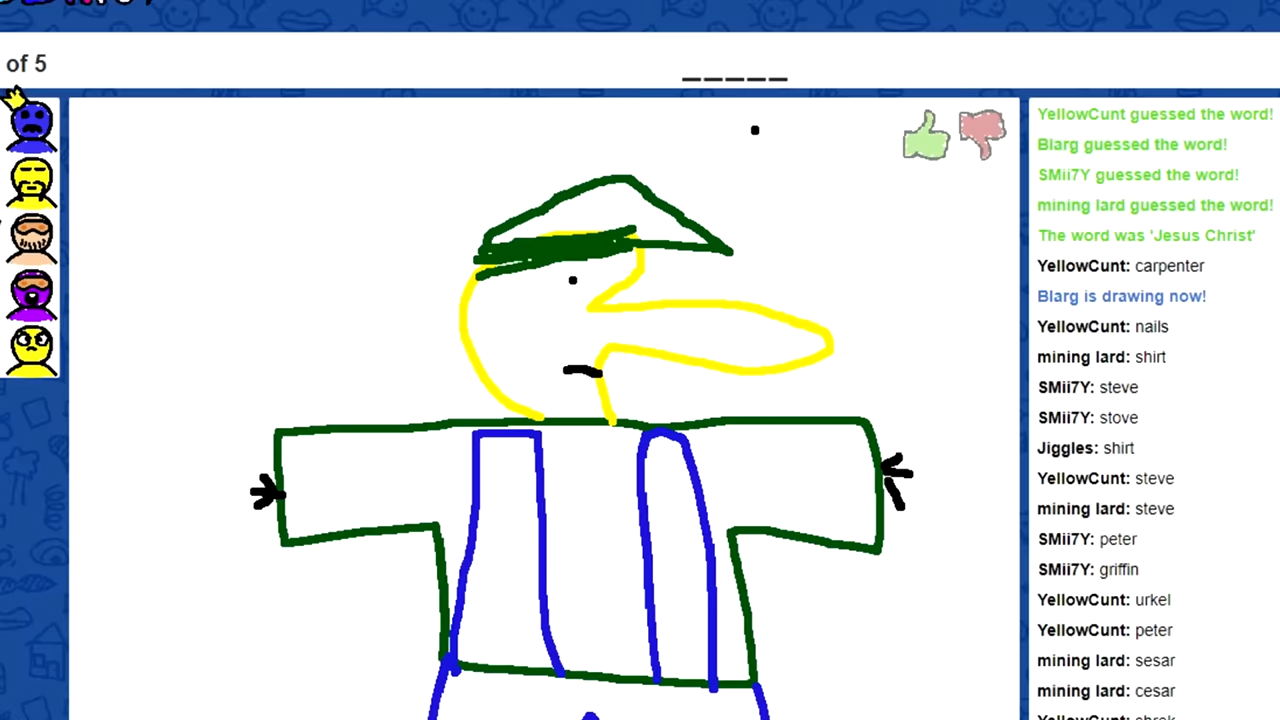 of 5
_ _ _ _ _
YellowCunt guessed the word!
Blarg guessed the word!
SMii7Y guessed the word!
mining lard guessed the word!
The word was 'Jesus Christ'
YellowCunt: carpenter
Blarg is drawing now!
YellowCunt: nails
mining lard: shirt
SMii7Y: steve
SMii7Y: stove
Jiggles: shirt
YellowCunt: steve
mining lard: steve
SMii7Y: peter
SMii7Y: griffin
YellowCunt: urkel
YellowCunt: peter
mining lard: sesar
mining lard: cesar
YellowCunt: shrek